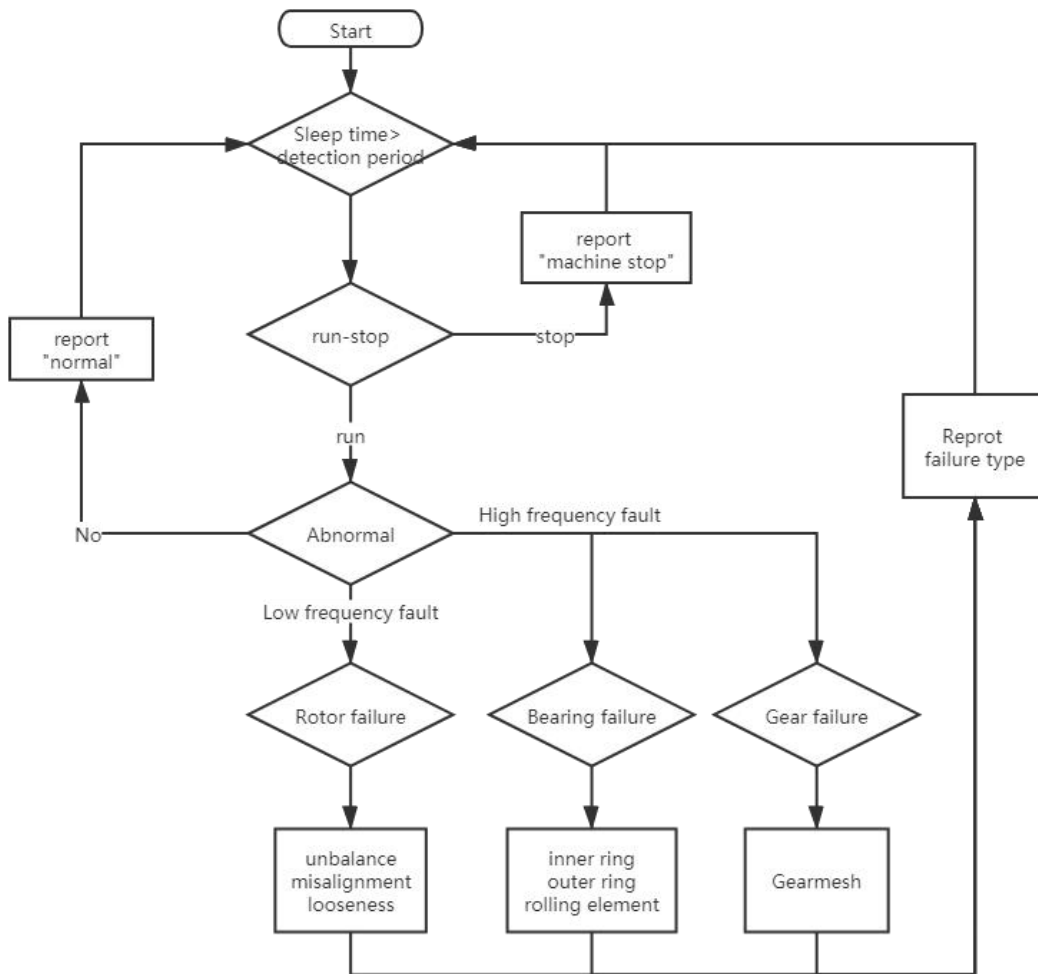 Start
Sleep time>
detection period
report
"machine stop"
run-stop
stop
report
"normal"
run
Reprot
failure type
High frequency fault
No
Abnormal
Low frequency fault
Rotor failure
Bearing failure
Gear failure
unbalance
misalignment
looseness
inner ring
outer ring
rolling element
Gearmesh